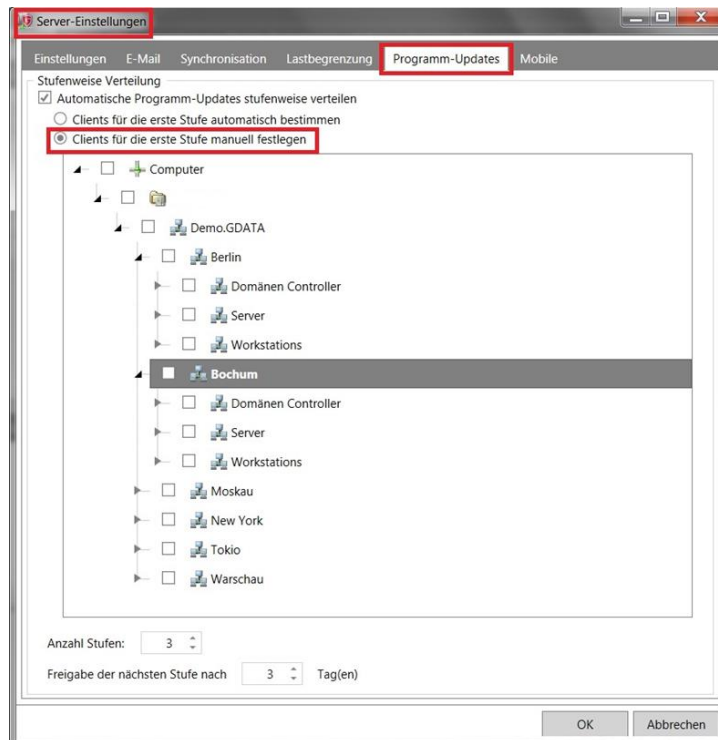 Server-Einstellungen
Einstellungen E-Mail Synchronisation Lastbegrenzung Programm-Updates Mobile
Stufenweise Verteilung
Automatische Programm-Updates stufenweise verteilen
Clients für die erste Stufe automatisch bestimmen
Clients für die erste Stufe manuell festlegen
Computer
Demo.GDATA
Berlin
Domänen Controller
Server
Workstations
Bochum
Domänen Controller
Server
Workstations
Moskau
New York
Tokio
Warschau
Anzahl Stufen: 3
Freigabe der nächsten Stufe nach 3 Tag(en)
OK Abbrechen